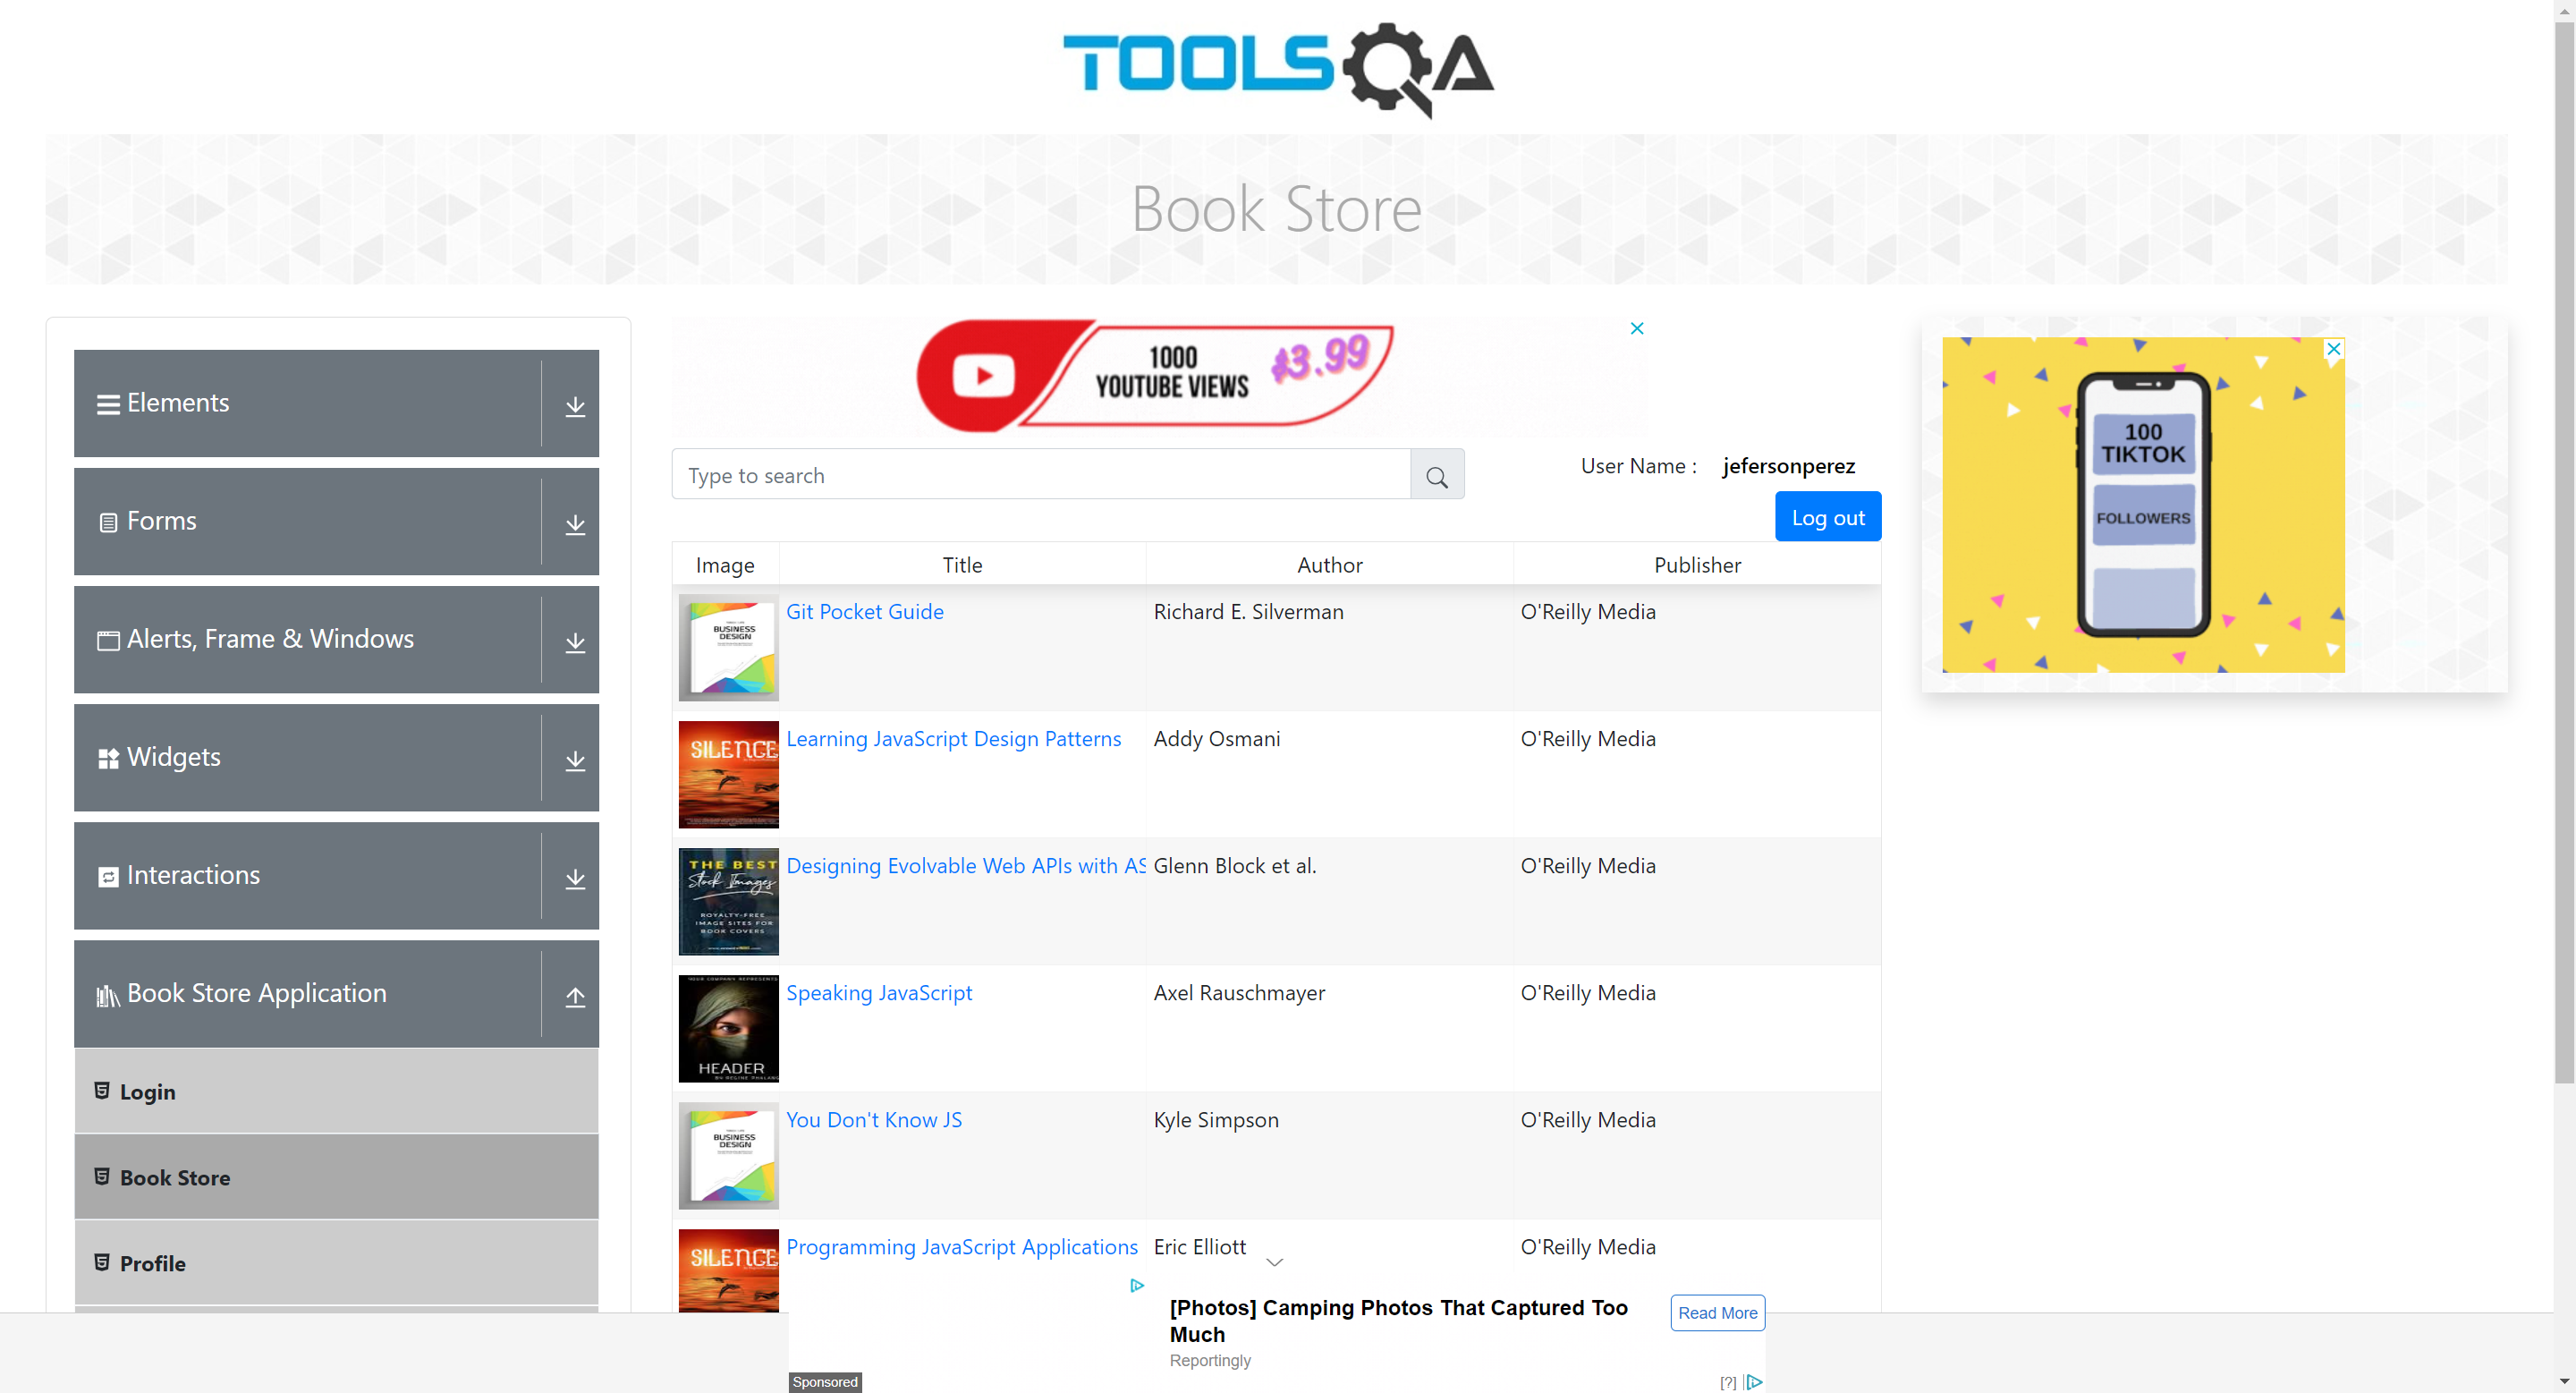 TOOLSQA
Book Store
Elements
Forms
Alerts, Frame & Windows
Widgets
Interactions
Book Store Application
Login
Book Store
Profile
1000
YOUTUBE VIEWS
$3.99
Type to search
User Name : jefersonperez
Log out
Image Title Author Publisher
BUSINESS
DESIGN
Git Pocket Guide Richard E. Silverman O'Reilly Media
SILENCE
Learning JavaScript Design Patterns Addy Osmani O'Reilly Media
THE BEST
Stock Images
ROYALTY-FREE
IMAGE SITES FOR
BOOK COVERS
Designing Evolvable Web APIs with AS Glenn Block et al. O'Reilly Media
YOUR COMPANY REPRESENTS
HEADER
Speaking JavaScript Axel Rauschmayer O'Reilly Media
BUSINESS
DESIGN
You Don't Know JS Kyle Simpson O'Reilly Media
SILENCE
Programming JavaScript Applications Eric Elliott O'Reilly Media
100
TIKTOK
FOLLOWERS
[Photos] Camping Photos That Captured Too
Much
Reportingly
Read More
Sponsored
[?]